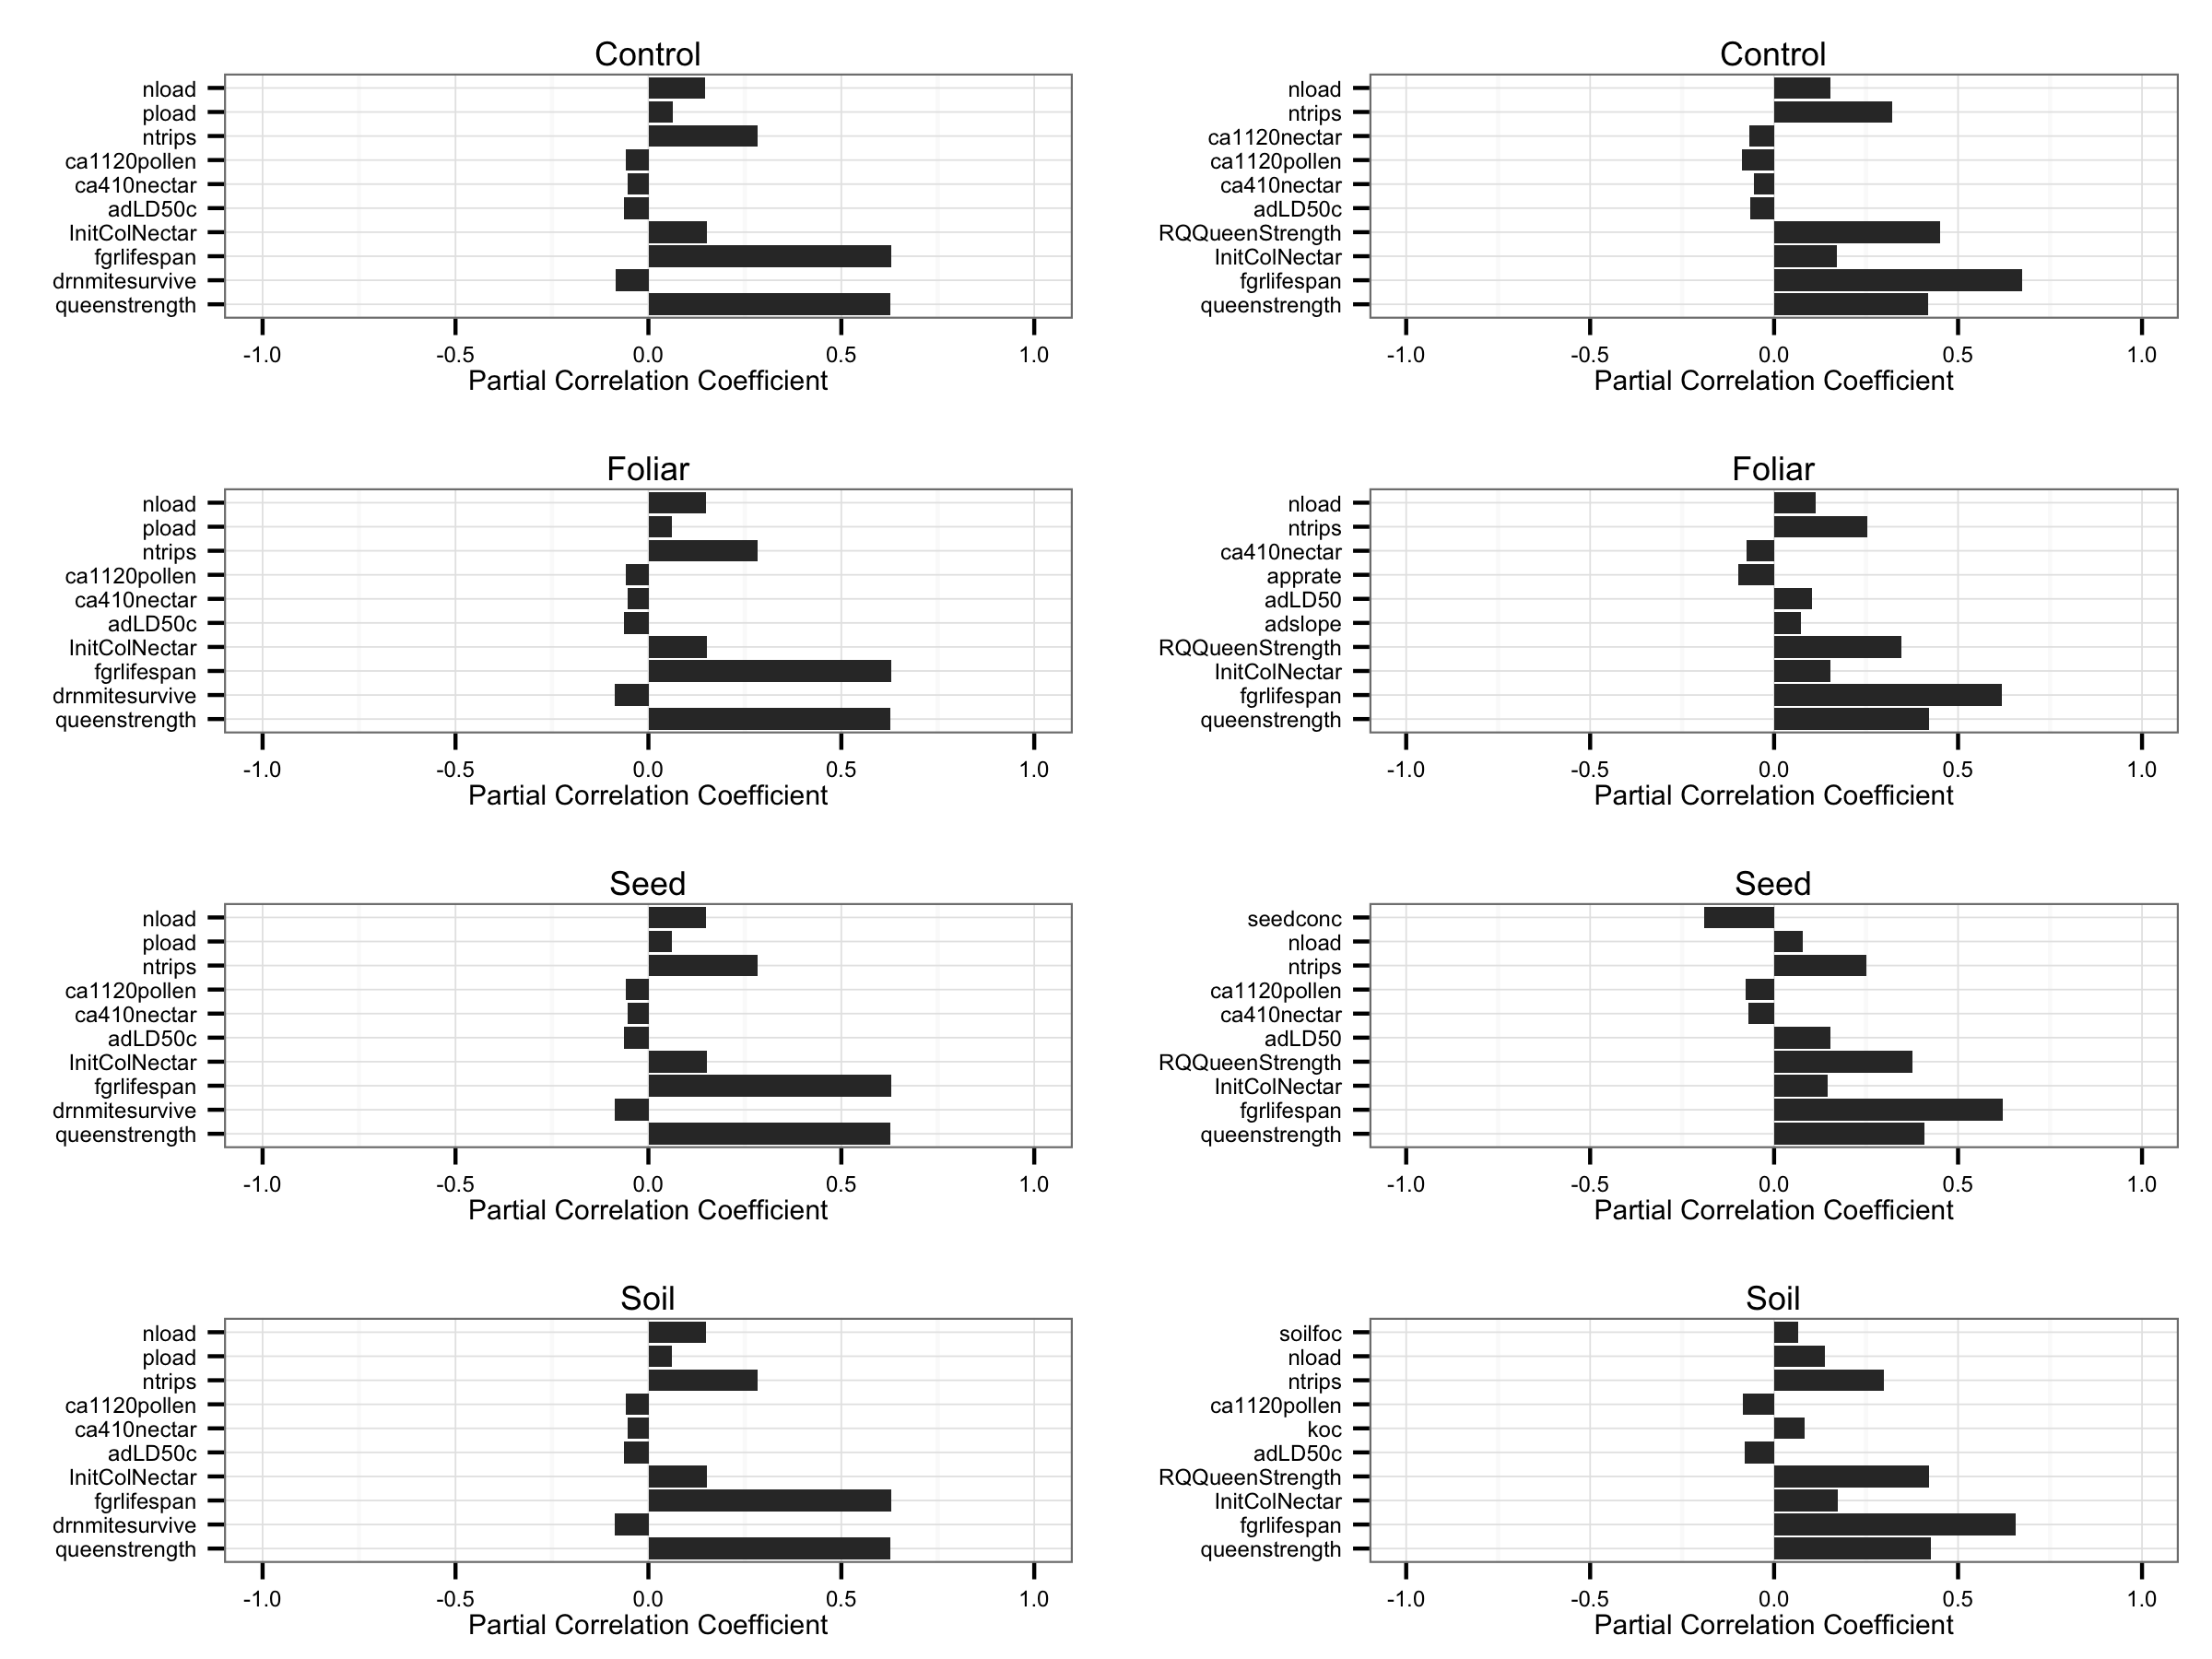 Control
nload
pload
ntrips
ca1120pollen
ca410nectar
adLD50c
InitColNectar
fgrlifespan
drnmitesurvive
queenstrength
-1.0 -0.5 0.0 0.5 1.0
Partial Correlation Coefficient
Control
nload
ntrips
ca1120nectar
ca1120pollen
ca410nectar
adLD50c
RQQueenStrength
InitColNectar
fgrlifespan
queenstrength
-1.0 -0.5 0.0 0.5 1.0
Partial Correlation Coefficient
Foliar
nload
pload
ntrips
ca1120pollen
ca410nectar
adLD50c
InitColNectar
fgrlifespan
drnmitesurvive
queenstrength
-1.0 -0.5 0.0 0.5 1.0
Partial Correlation Coefficient
Foliar
nload
ntrips
ca410nectar
apprate
adLD50
adslope
RQQueenStrength
InitColNectar
fgrlifespan
queenstrength
-1.0 -0.5 0.0 0.5 1.0
Partial Correlation Coefficient
Seed
nload
pload
ntrips
ca1120pollen
ca410nectar
adLD50c
InitColNectar
fgrlifespan
drnmitesurvive
queenstrength
-1.0 -0.5 0.0 0.5 1.0
Partial Correlation Coefficient
Seed
seedconc
nload
ntrips
ca1120pollen
ca410nectar
adLD50
RQQueenStrength
InitColNectar
fgrlifespan
queenstrength
-1.0 -0.5 0.0 0.5 1.0
Partial Correlation Coefficient
Soil
nload
pload
ntrips
ca1120pollen
ca410nectar
adLD50c
InitColNectar
fgrlifespan
drnmitesurvive
queenstrength
-1.0 -0.5 0.0 0.5 1.0
Partial Correlation Coefficient
Soil
soilfoc
nload
ntrips
ca1120pollen
koc
adLD50c
RQQueenStrength
InitColNectar
fgrlifespan
queenstrength
-1.0 -0.5 0.0 0.5 1.0
Partial Correlation Coefficient